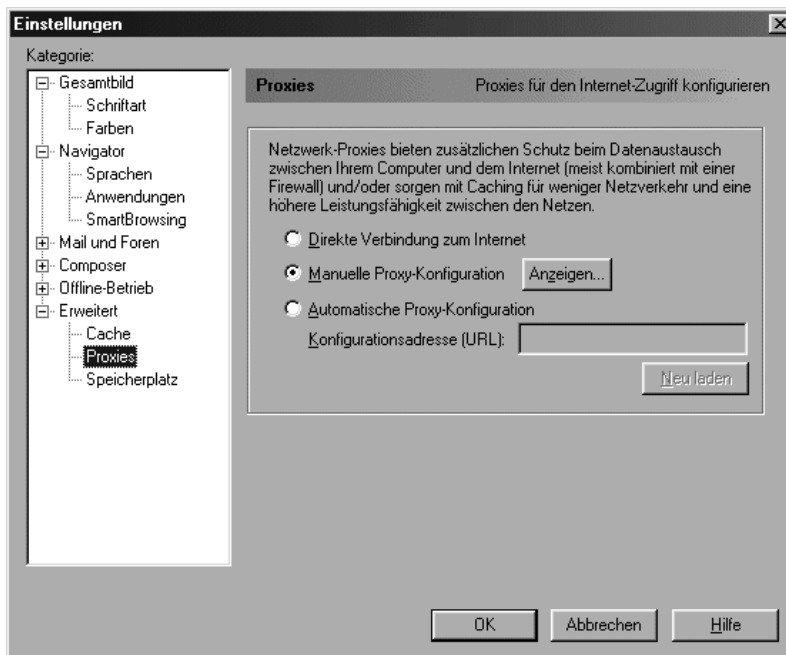 Einstellungen
Kategorie:
Gesamtbild
Schriftart
Farben
Navigator
Sprachen
Anwendungen
SmartBrowsing
Mail und Foren
Composer
Offline-Betrieb
Erweitert
Cache
Proxies
Speicherplatz
Proxies Proxies für den Internet-Zugriff konfigurieren
Netzwerk-Proxies bieten zusätzlichen Schutz beim Datenaustausch
zwischen Ihrem Computer und dem Internet (meist kombiniert mit einer
Firewall) und/oder sorgen mit Caching für weniger Netzverkehr und eine
höhere Leistungsfähigkeit zwischen den Netzen.
Direkte Verbindung zum Internet
Manuelle Proxy-Konfiguration Anzeigen...
Automatische Proxy-Konfiguration
Konfigurationsadresse (URL):
Neu laden
OK Abbrechen Hilfe